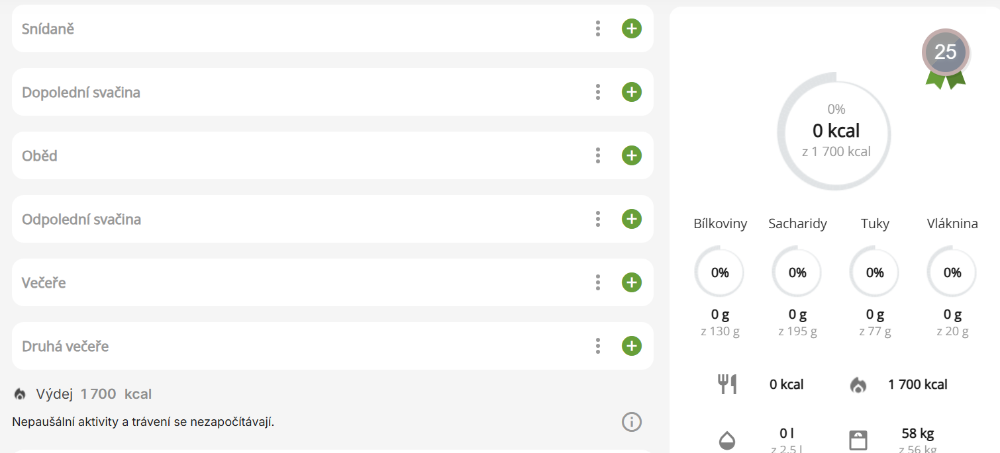 Snídaně
Dopolední svačina
Oběd
Odpolední svačina
Večeře
Druhá večeře
Výdej 1 700 kcal
Nepaušální aktivity a trávení se nezapočítávají.
25
0%
0 kcal
z 1 700 kcal
Bílkoviny Sacharidy Tuky Vláknina
0% 0% 0% 0%
0 g 0 g 0 g 0 g
z 130 g z 195 g z 77 g z 20 g
0 kcal 1 700 kcal
0 l 58 kg
z 2,5 l z 56 kg